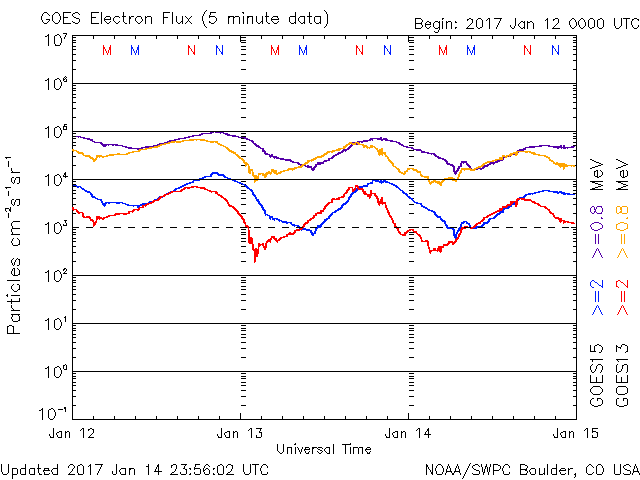 GOES Electron Flux (5 minute data)
Begin: 2017 Jan 12 0000 UTC
M M N N M M N N M M N N
10⁷
10⁶
10⁵
10⁴
10³
10²
10¹
10⁰
10⁻¹
Particles cm⁻²s⁻¹sr⁻¹
Jan 12 Jan 13 Jan 14 Jan 15
Universal Time
GOES15 >=2 >=0.8 MeV
GOES13 >=2 >=0.8 MeV
Updated 2017 Jan 14 23:56:02 UTC
NOAA/SWPC Boulder, CO USA